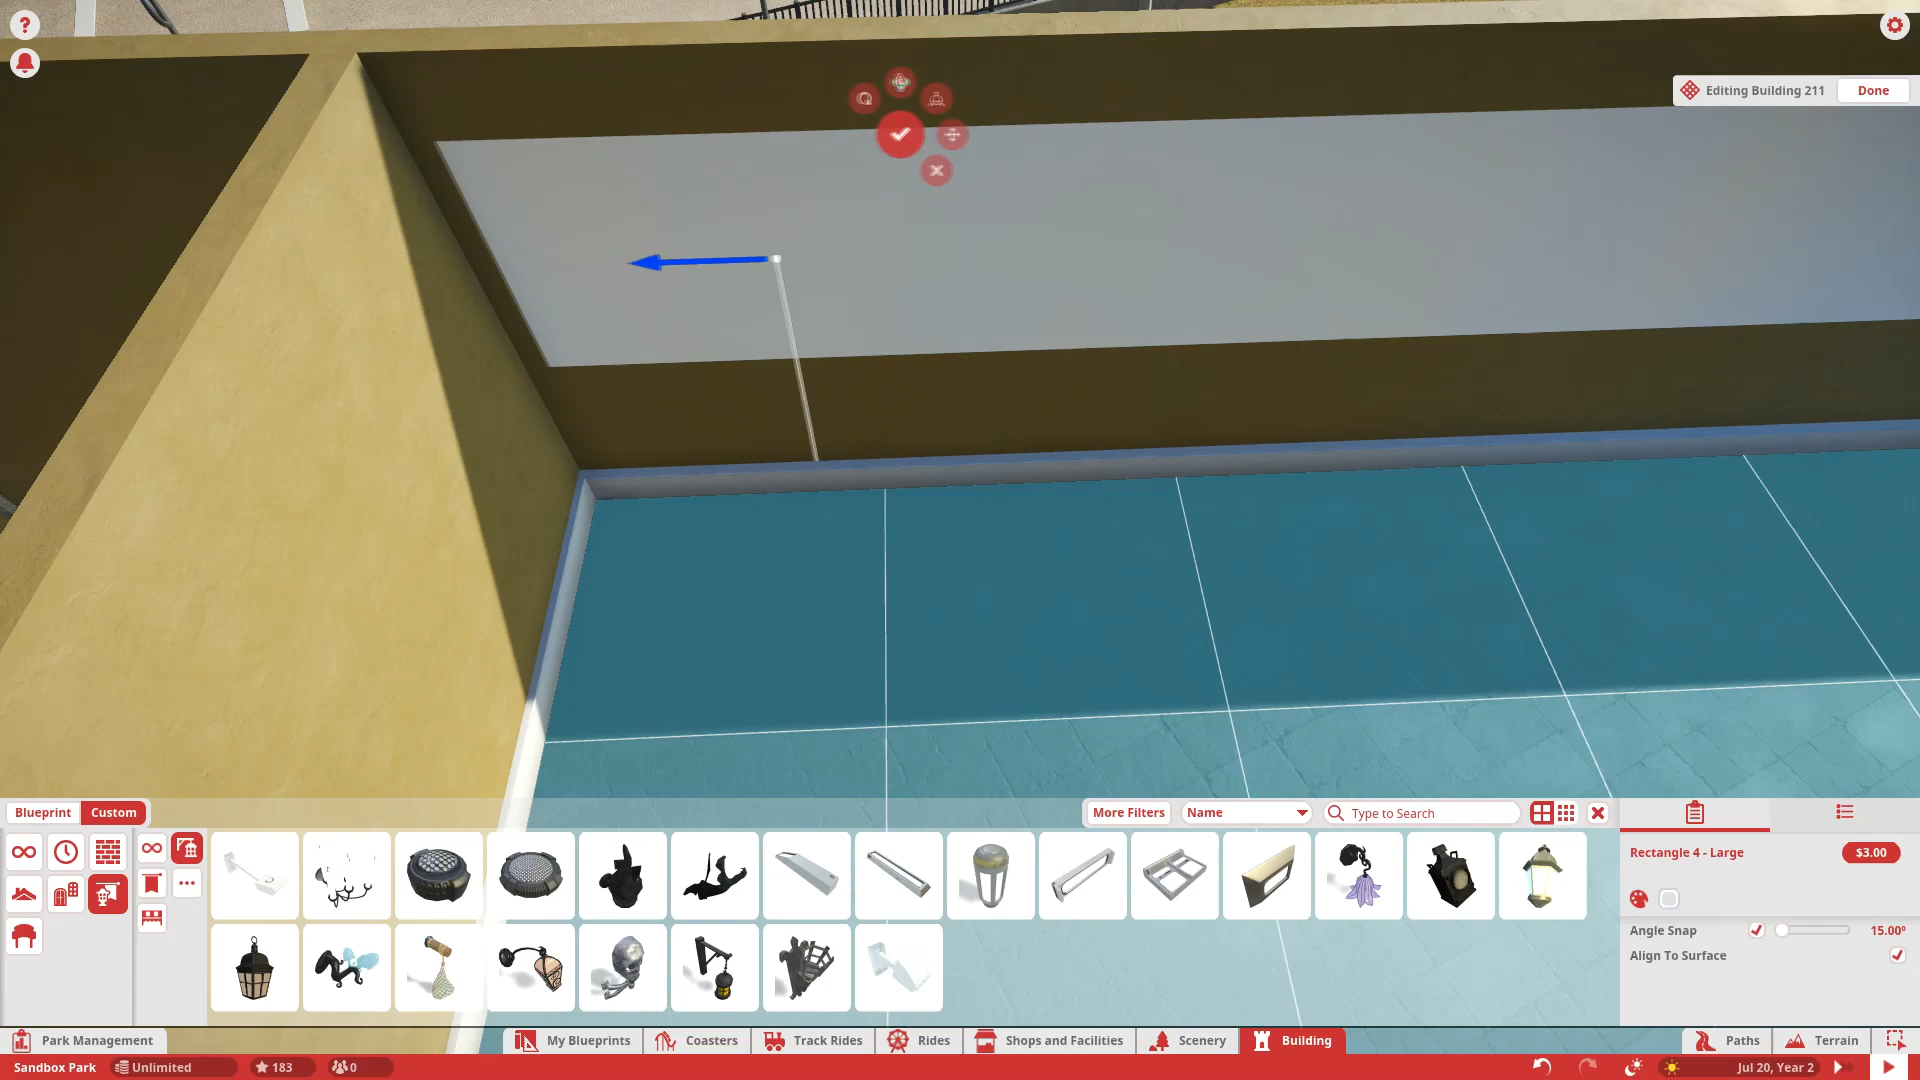 ?
Editing Building 211
Done
Blueprint
Custom
More Filters
Name
Type to Search
Rectangle 4 - Large
$3.00
Angle Snap
15.00°
Align To Surface
Park Management
My Blueprints
Coasters
Track Rides
Rides
Shops and Facilities
Scenery
Building
Paths
Terrain
Sandbox Park
Unlimited
183
0
Jul 20, Year 2